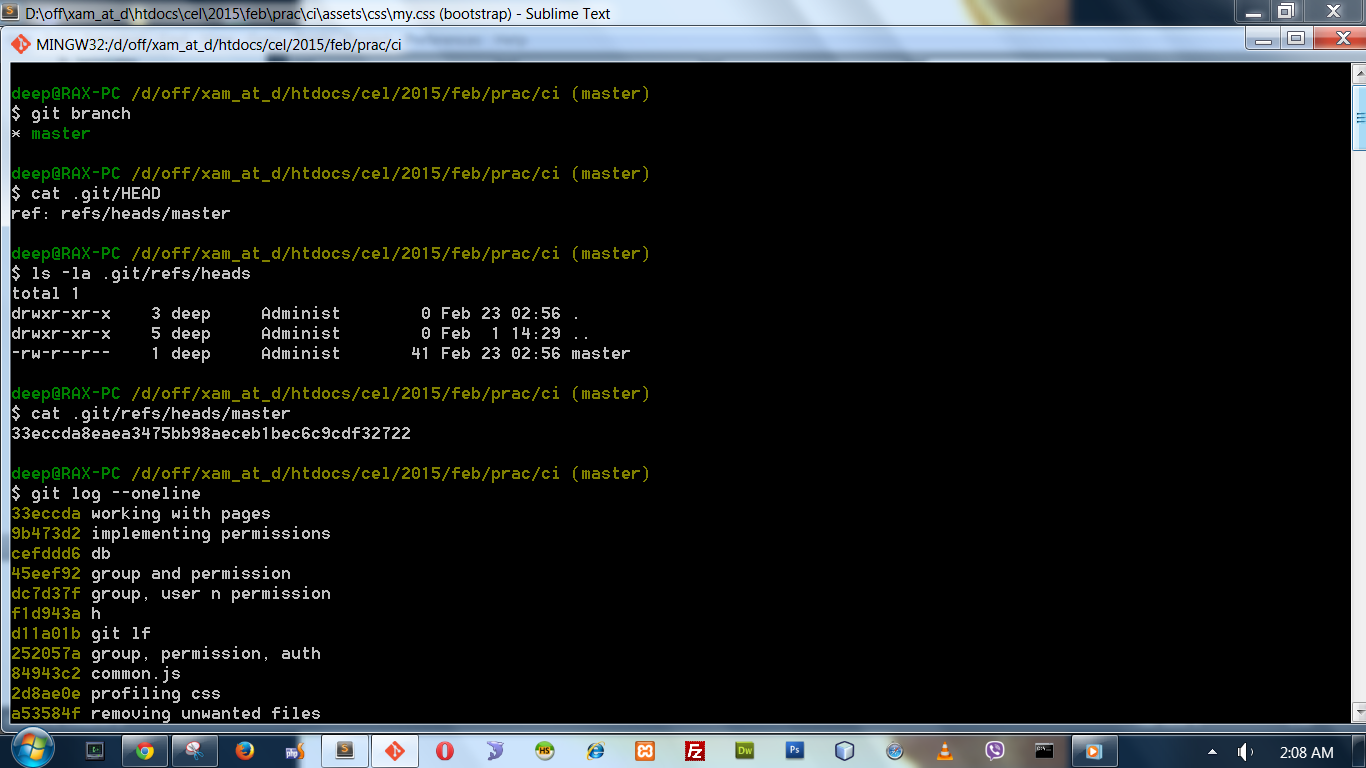 D:\off\xam_at_d\htdocs\cel\2015\feb\prac\ci\assets\css\my.css (bootstrap) - Sublime Text
MINGW32:/d/off/xam_at_d/htdocs/cel/2015/feb/prac/ci
deep@RAX-PC /d/off/xam_at_d/htdocs/cel/2015/feb/prac/ci (master)
$ git branch
* master
deep@RAX-PC /d/off/xam_at_d/htdocs/cel/2015/feb/prac/ci (master)
$ cat .git/HEAD
ref: refs/heads/master
deep@RAX-PC /d/off/xam_at_d/htdocs/cel/2015/feb/prac/ci (master)
$ ls -la .git/refs/heads
total 1
drwxr-xr-x    3 deep     Administ        0 Feb 23 02:56 .
drwxr-xr-x    5 deep     Administ        0 Feb  1 14:29 ..
-rw-r--r--    1 deep     Administ       41 Feb 23 02:56 master
deep@RAX-PC /d/off/xam_at_d/htdocs/cel/2015/feb/prac/ci (master)
$ cat .git/refs/heads/master
33eccda8eaea3475bb98aeceb1bec6c9cdf32722
deep@RAX-PC /d/off/xam_at_d/htdocs/cel/2015/feb/prac/ci (master)
$ git log --oneline
33eccda working with pages
9b473d2 implementing permissions
cefddd6 db
45eef92 group and permission
dc7d37f group, user n permission
f1d943a h
d11a01b git lf
252057a group, permission, auth
84943c2 common.js
2d8ae0e profiling css
a53584f removing unwanted files
php
HS
Dw
Ps
2:08 AM